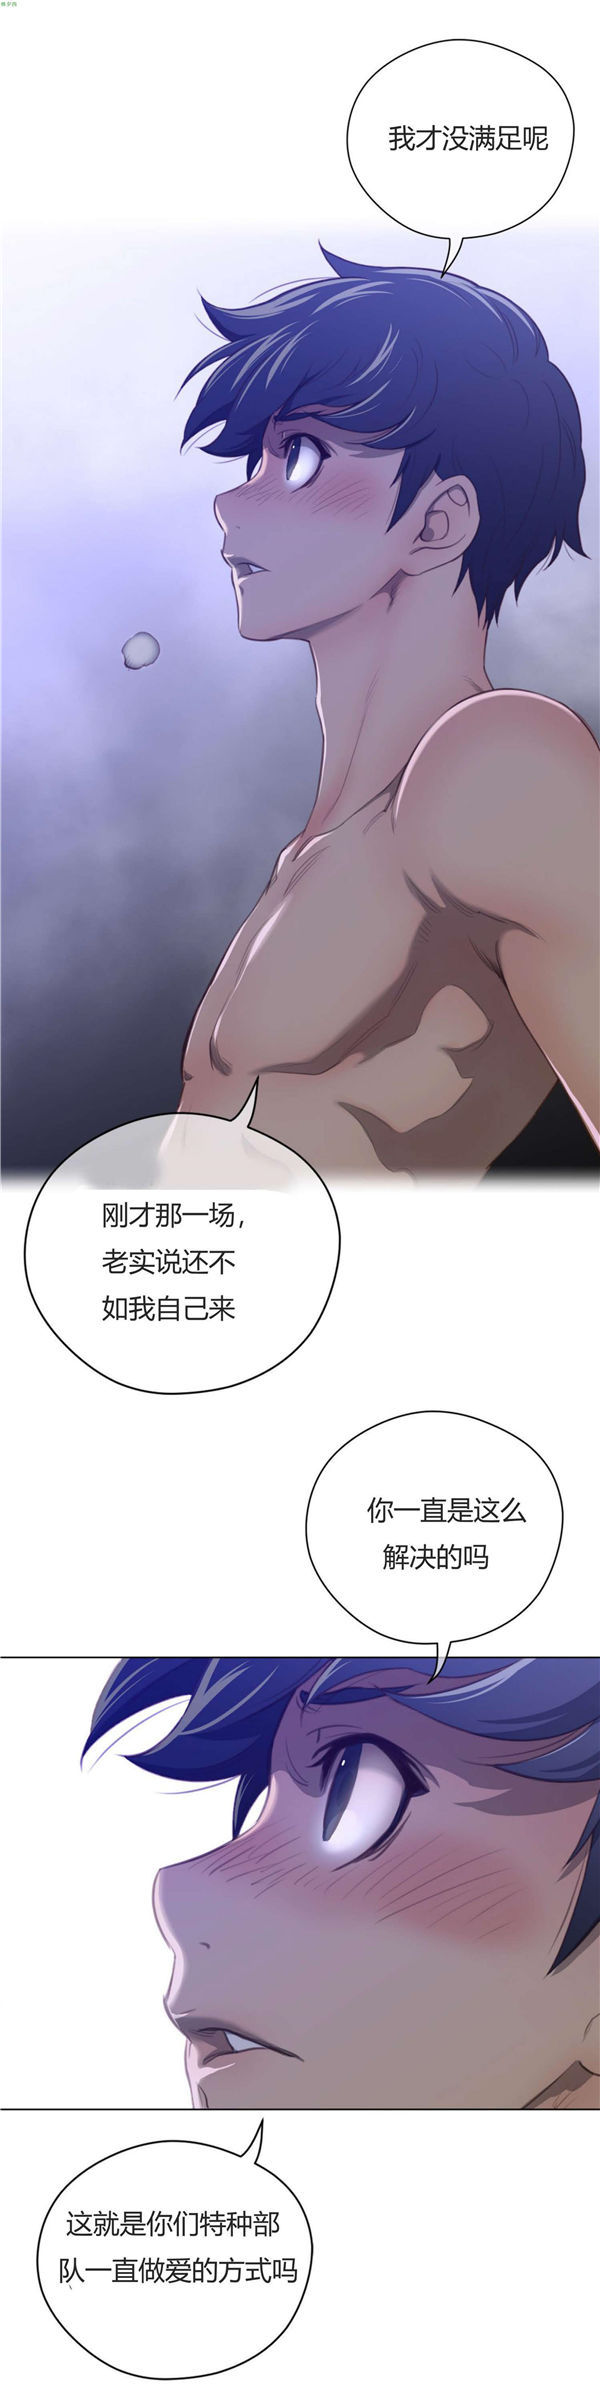 我才没满足呢
刚才那一场，
老实说还不
如我自己来
你一直是这么
解决的吗
这就是你们特种部
队一直做爱的方式吗